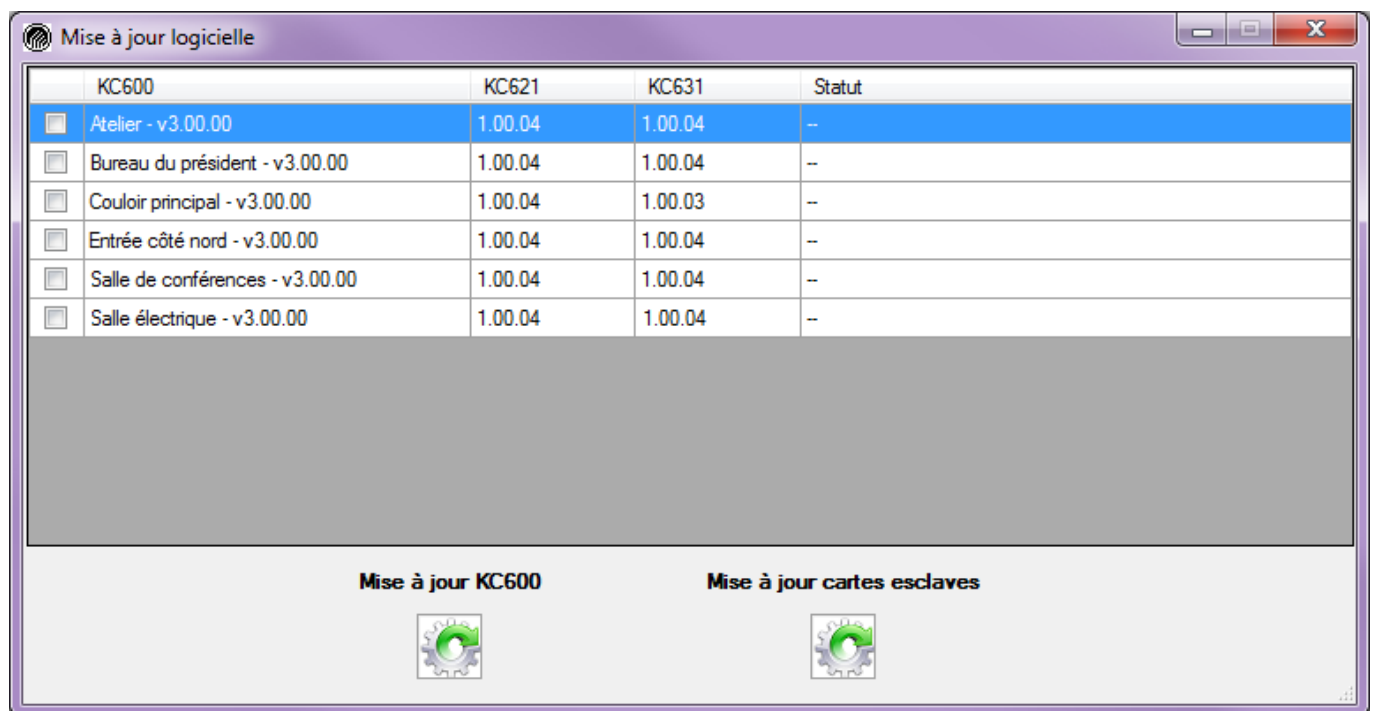 Mise à jour logicielle
KC600 KC621 KC631 Statut
Atelier - v3.00.00 1.00.04 1.00.04 --
Bureau du président - v3.00.00 1.00.04 1.00.04 --
Couloir principal - v3.00.00 1.00.04 1.00.03 --
Entrée côté nord - v3.00.00 1.00.04 1.00.04 --
Salle de conférences - v3.00.00 1.00.04 1.00.04 --
Salle électrique - v3.00.00 1.00.04 1.00.04 --
Mise à jour KC600 Mise à jour cartes esclaves